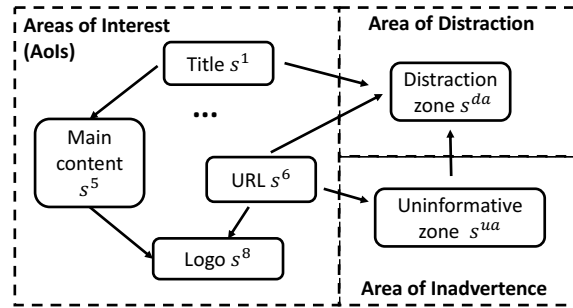 Areas of Interest
(AoIs)
Area of Distraction
Title s^1
Distraction
zone s^{da}
...
Main
content
s^5
URL s^6
Uninformative
zone s^{ua}
Logo s^8
Area of Inadvertence